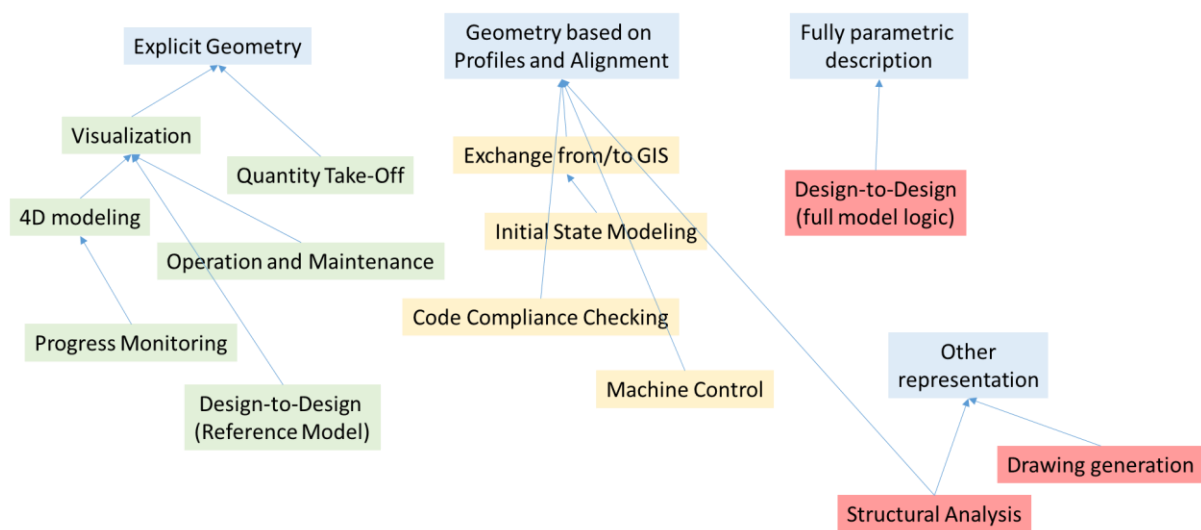 Explicit Geometry
Geometry based on
Profiles and Alignment
Fully parametric
description
Visualization
Exchange from/to GIS
Quantity Take-Off
Design-to-Design
(full model logic)
4D modeling
Initial State Modeling
Operation and Maintenance
Code Compliance Checking
Progress Monitoring
Other
representation
Machine Control
Design-to-Design
(Reference Model)
Drawing generation
Structural Analysis